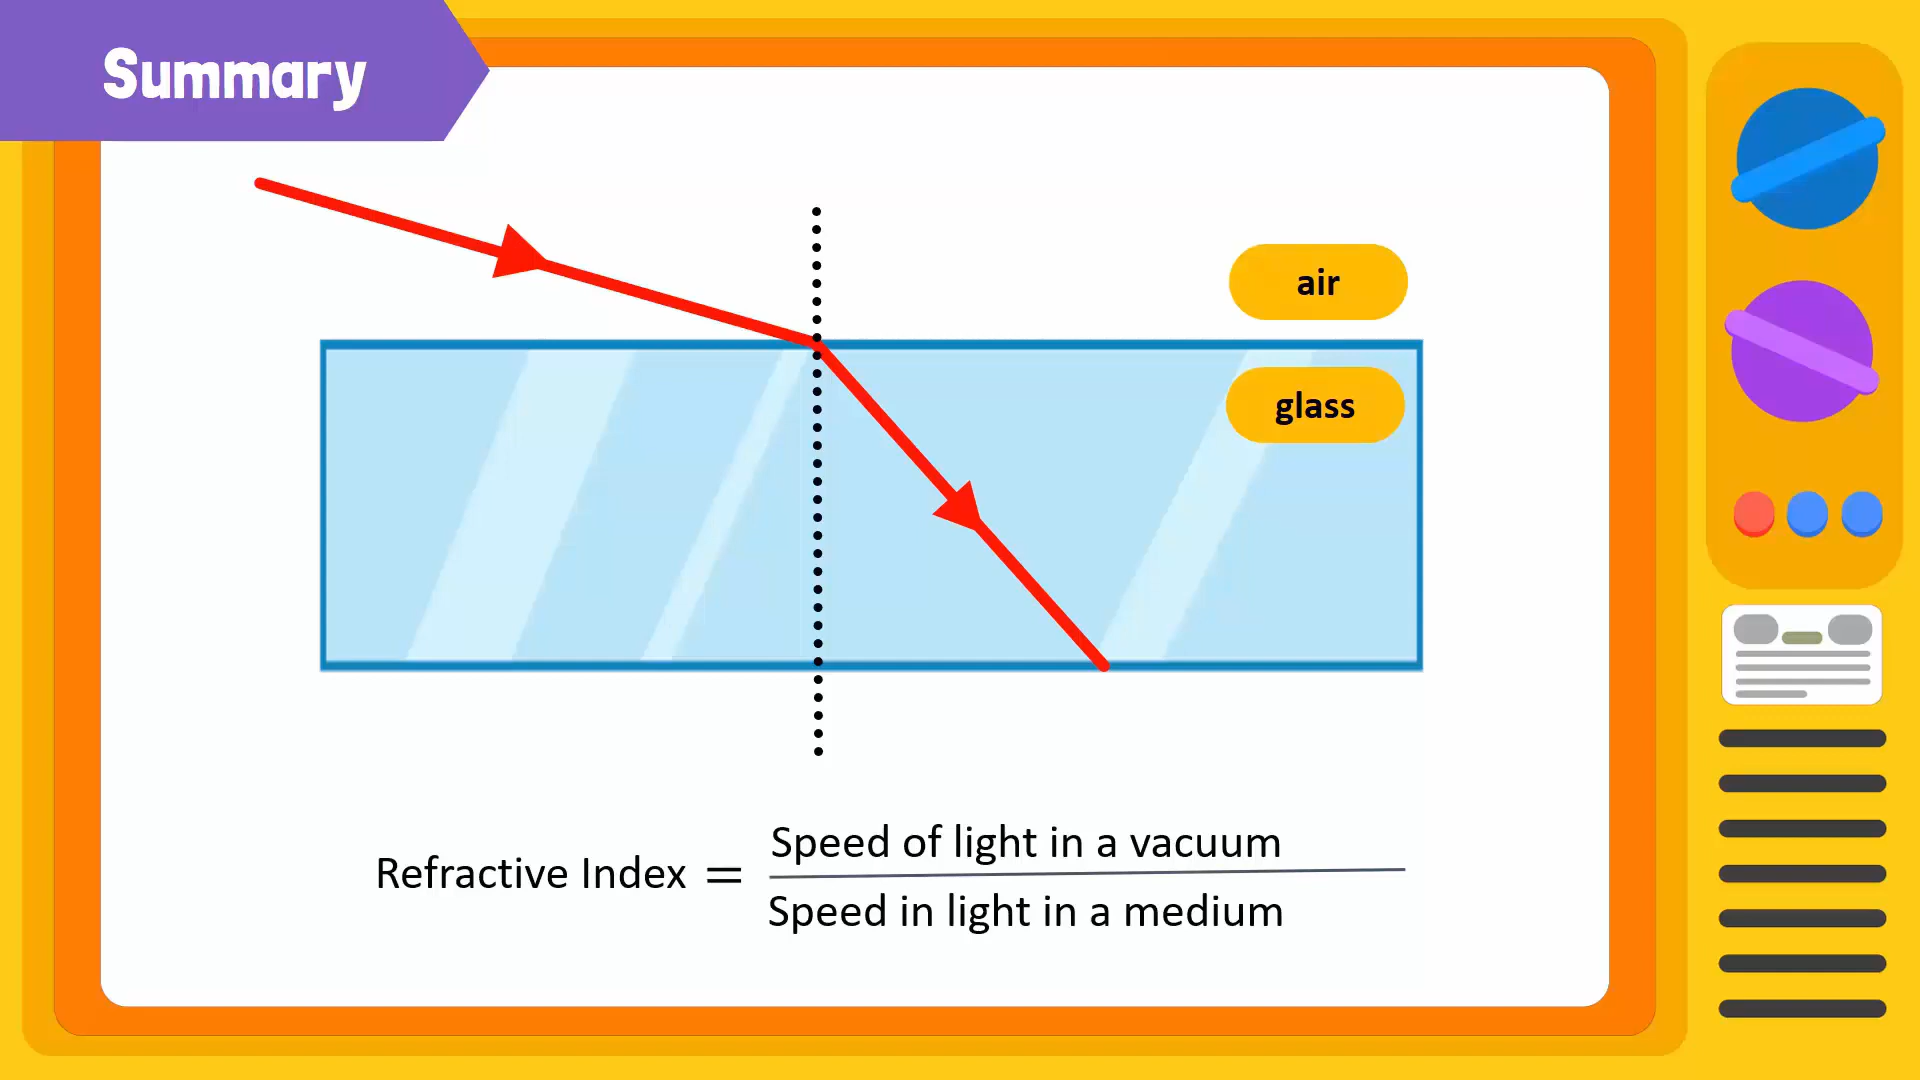 Summary
air
glass
Refractive Index = Speed of light in a vacuum
Speed in light in a medium